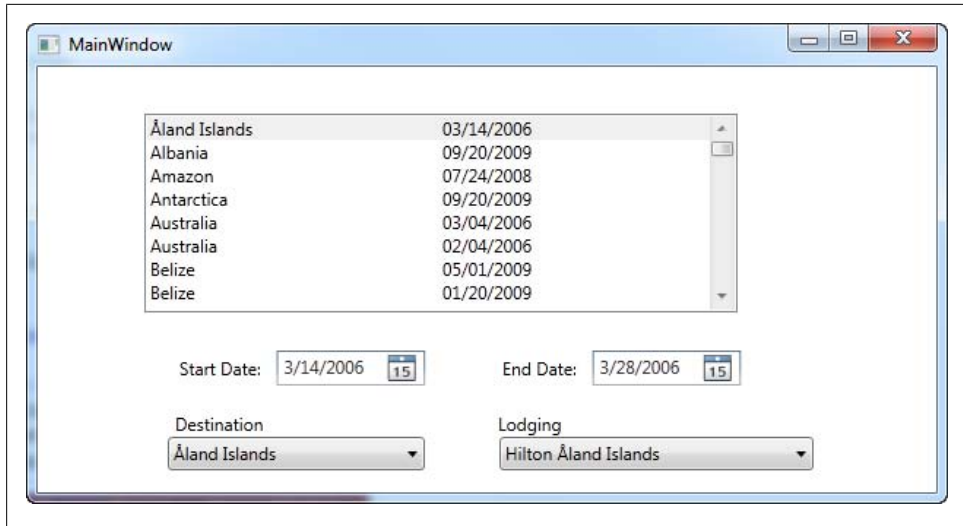 MainWindow
Åland Islands 03/14/2006
Albania 09/20/2009
Amazon 07/24/2008
Antarctica 09/20/2009
Australia 03/04/2006
Australia 02/04/2006
Belize 05/01/2009
Belize 01/20/2009
Start Date: 3/14/2006 15 End Date: 3/28/2006 15
Destination Lodging
Åland Islands Hilton Åland Islands